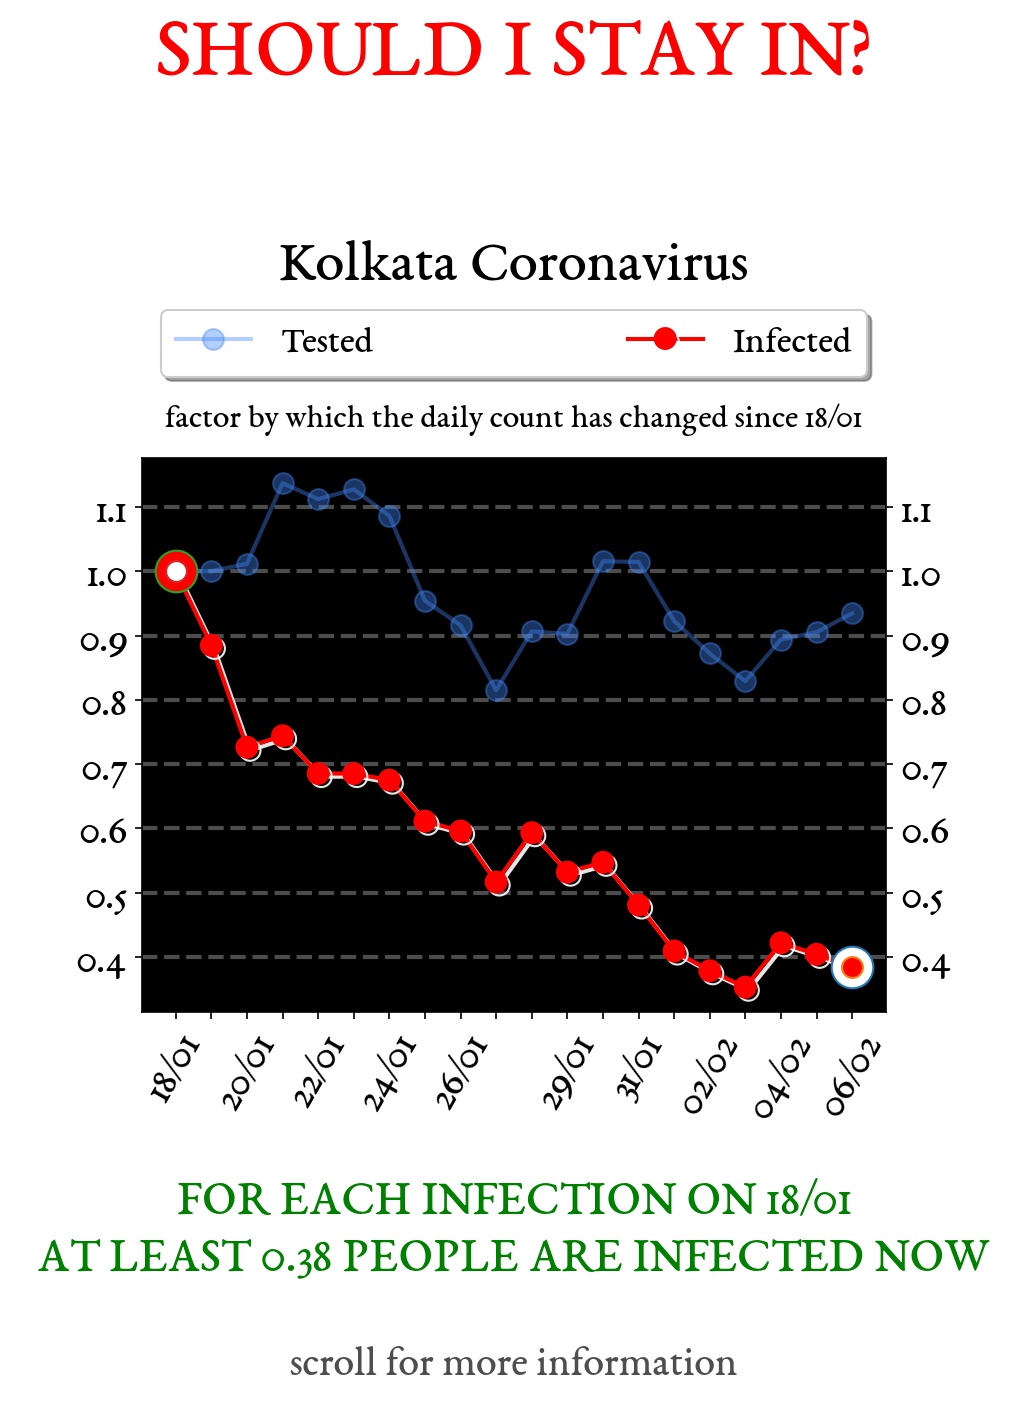 SHOULD I STAY IN?
Kolkata Coronavirus
Tested Infected
factor by which the daily count has changed since 18/01
1.1 1.1
1.0 1.0
0.9 0.9
0.8 0.8
0.7 0.7
0.6 0.6
0.5 0.5
0.4 0.4
18/01 20/01 22/01 24/01 26/01 29/01 31/01 02/02 04/02 06/02
FOR EACH INFECTION ON 18/01
AT LEAST 0.38 PEOPLE ARE INFECTED NOW
scroll for more information